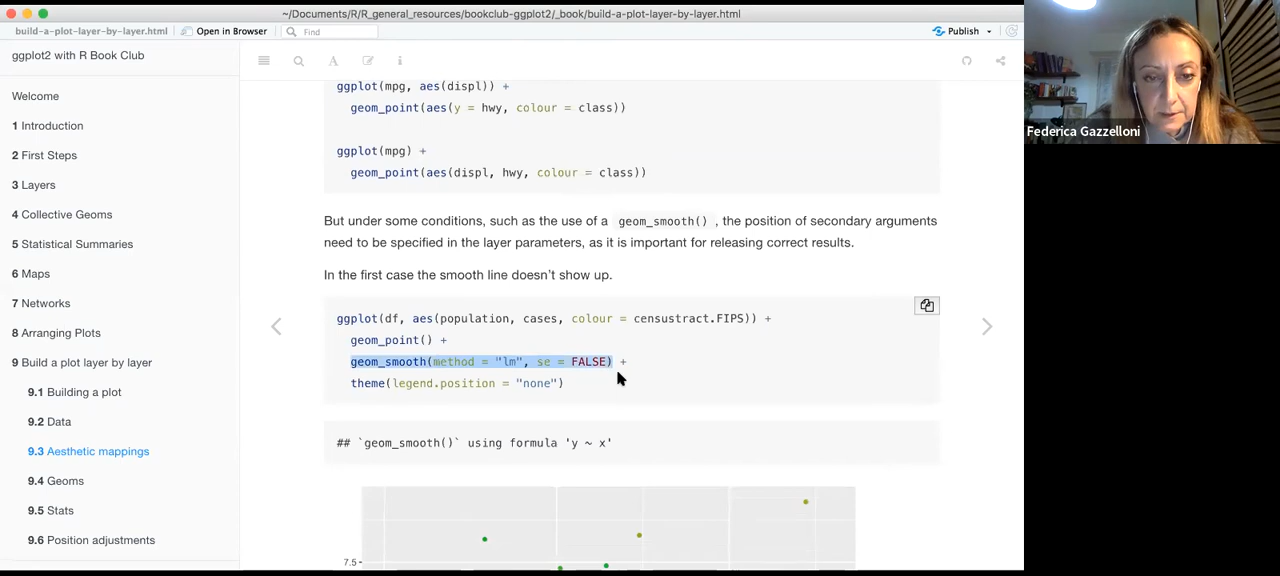 ~/Documents/R/R_general_resources/bookclub-ggplot2/_book/build-a-plot-layer-by-layer.html
build-a-plot-layer-by-layer.html
Open in Browser
Find
Publish
ggplot2 with R Book Club
A
i
Welcome
1 Introduction
2 First Steps
3 Layers
4 Collective Geoms
5 Statistical Summaries
6 Maps
7 Networks
8 Arranging Plots
9 Build a plot layer by layer
9.1 Building a plot
9.2 Data
9.3 Aesthetic mappings
9.4 Geoms
9.5 Stats
9.6 Position adjustments
ggplot(mpg, aes(displ)) +
geom_point(aes(y = hwy, colour = class))
ggplot(mpg) +
geom_point(aes(displ, hwy, colour = class))
But under some conditions, such as the use of a geom_smooth() , the position of secondary arguments
need to be specified in the layer parameters, as it is important for releasing correct results.
In the first case the smooth line doesn't show up.
ggplot(df, aes(population, cases, colour = censustract.FIPS)) +
geom_point() +
geom_smooth(method = "lm", se = FALSE) +
theme(legend.position = "none")
## `geom_smooth()` using formula 'y ~ x'
7.5
Federica Gazzelloni